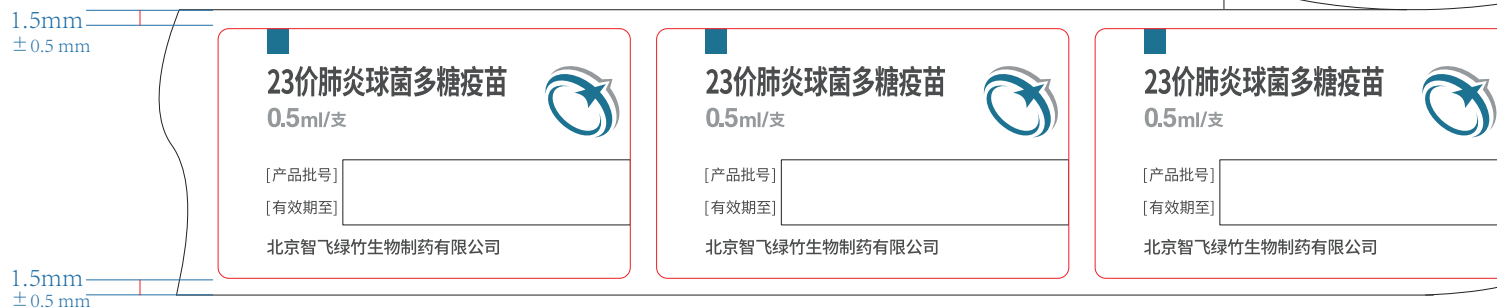 1.5mm
±0.5 mm
23价肺炎球菌多糖疫苗
0.5ml/支
[产品批号]
[有效期至]
北京智飞绿竹生物制药有限公司
23价肺炎球菌多糖疫苗
0.5ml/支
[产品批号]
[有效期至]
北京智飞绿竹生物制药有限公司
23价肺炎球菌多糖疫苗
0.5ml/支
[产品批号]
[有效期至]
北京智飞绿竹生物制药有限公司
1.5mm
±0.5 mm